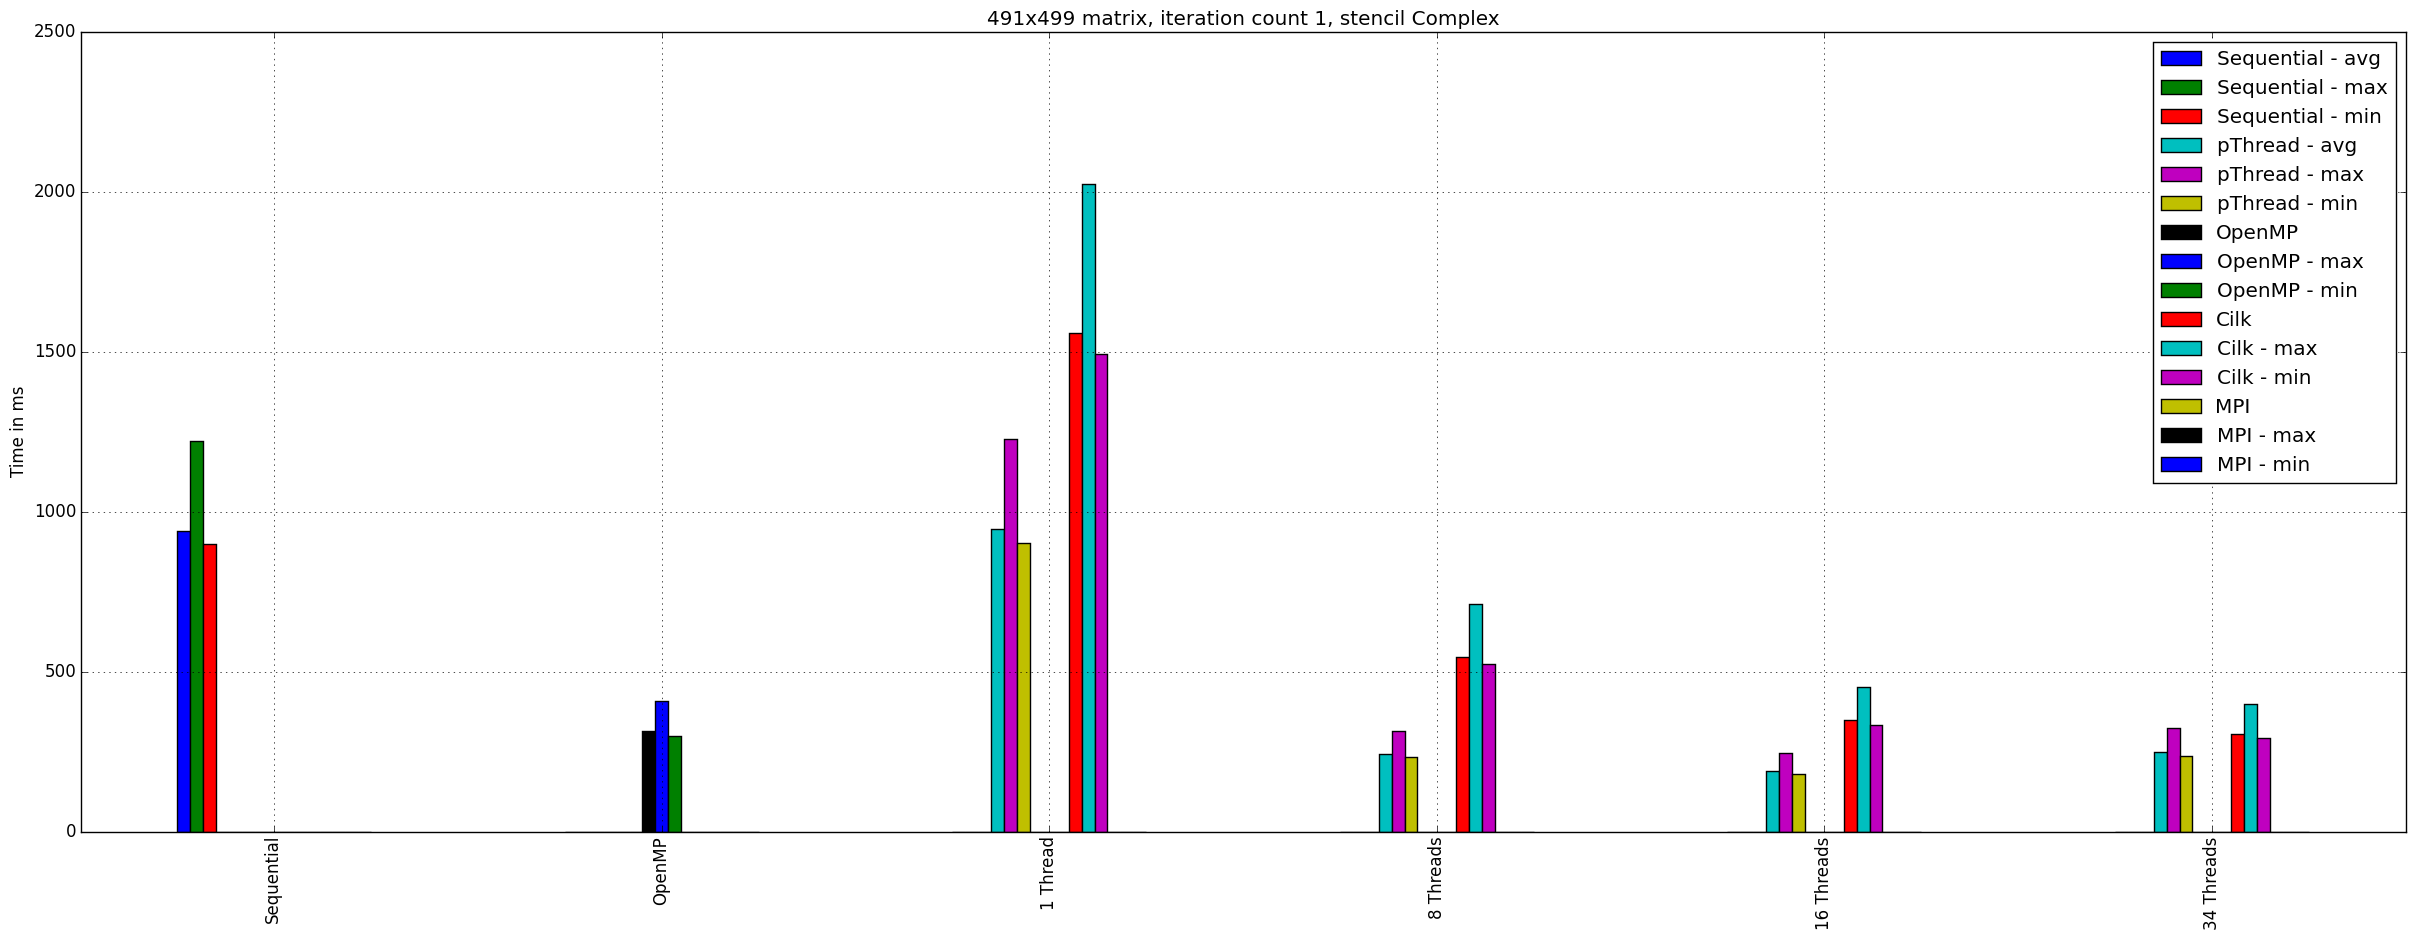 491x499 matrix, iteration count 1, stencil Complex
2500
2000
1500
1000
500
0
Time in ms
Sequential - avg
Sequential - max
Sequential - min
pThread - avg
pThread - max
pThread - min
OpenMP
OpenMP - max
OpenMP - min
Cilk
Cilk - max
Cilk - min
MPI
MPI - max
MPI - min
Sequential
OpenMP
1 Thread
8 Threads
16 Threads
34 Threads